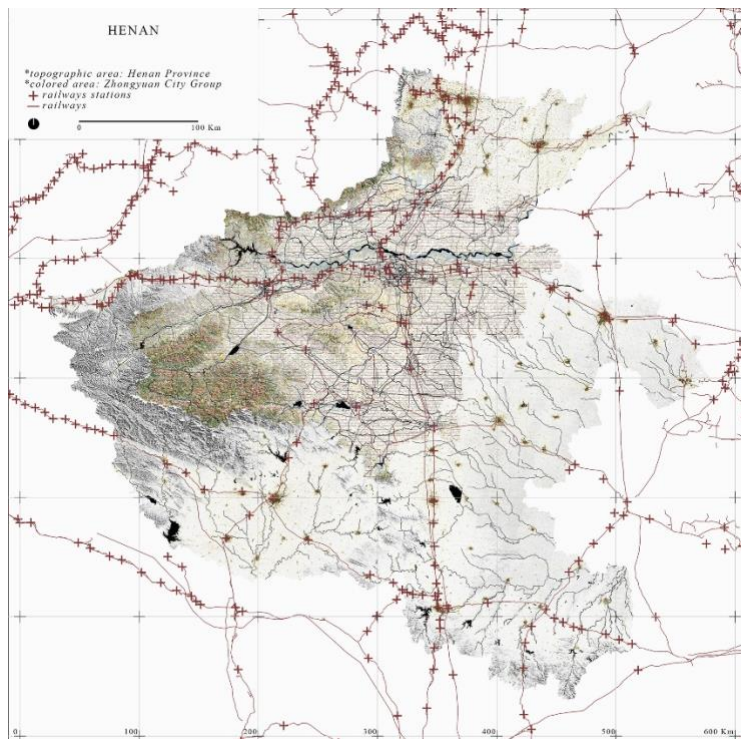 HENAN
*topographic area: Henan Province
*colored area: Zhongyuan City Group
railways stations
railways
0 100 Km
0 100 200 300 400 500 600 Km